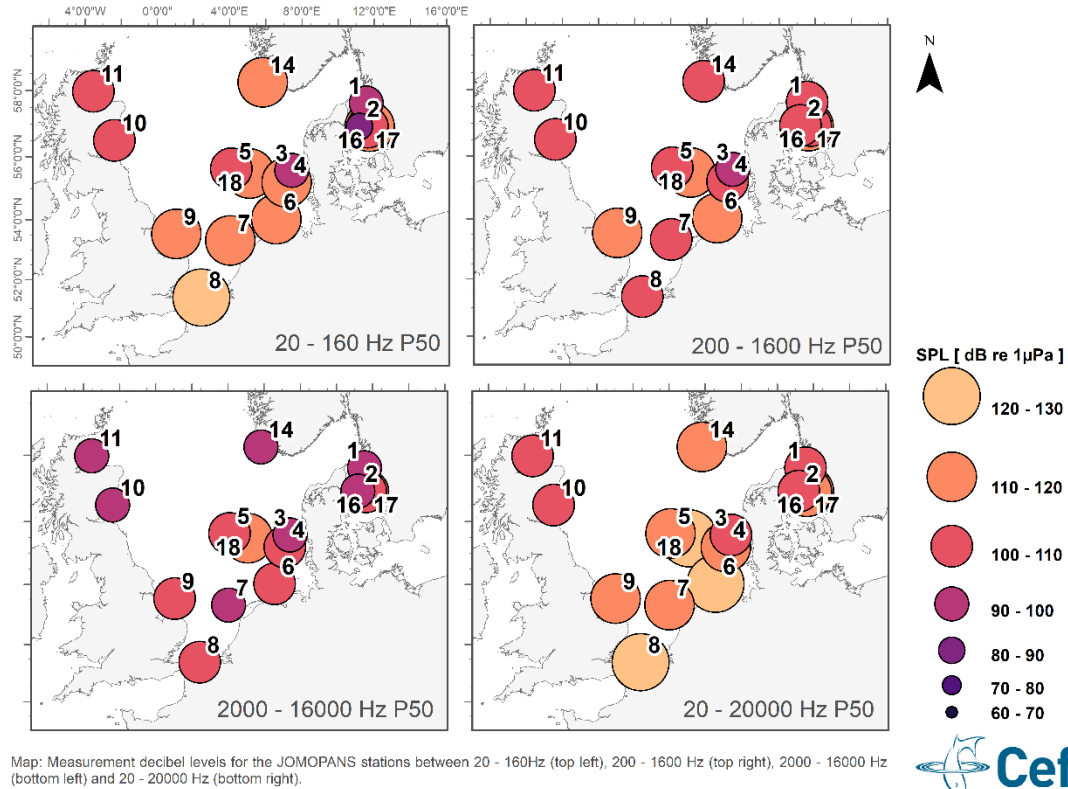 4°0'0"W 0°0'0" 4°0'0"E 8°0'0"E 12°0'0"E 16°0'0"E
58°0'0"N
56°0'0"N
54°0'0"N
52°0'0"N
50°0'0"N
11
14
1
2
10
16 17
5 3
4
18
6
9
7
8
20 - 160 Hz P50
11
14
1
2
10
16 17
5 3
4
18
6
9
7
8
200 - 1600 Hz P50
N
11
14
1
2
10
16 17
5 3
4
18
6
9
7
8
2000 - 16000 Hz P50
11
14
1
2
10
16 17
5 3
4
18
6
9
7
8
20 - 20000 Hz P50
SPL [ dB re 1µPa ]
120 - 130
110 - 120
100 - 110
90 - 100
80 - 90
70 - 80
60 - 70
Map: Measurement decibel levels for the JOMOPANS stations between 20 - 160Hz (top left), 200 - 1600 Hz (top right), 2000 - 16000 Hz
(bottom left) and 20 - 20000 Hz (bottom right).
Cef